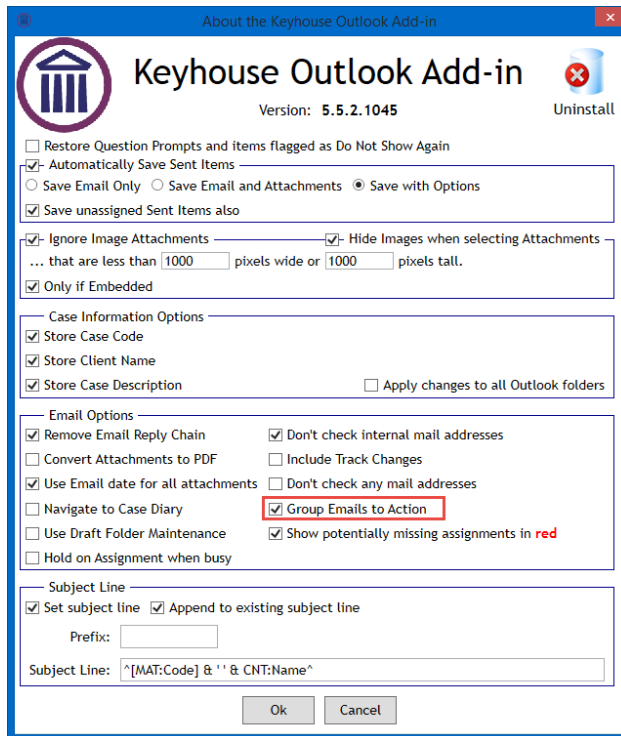 About the Keyhouse Outlook Add-in
Keyhouse Outlook Add-in
Version: 5.5.2.1045
Uninstall
Restore Question Prompts and items flagged as Do Not Show Again
Automatically Save Sent Items
Save Email Only Save Email and Attachments Save with Options
Save unassigned Sent Items also
Ignore Image Attachments Hide Images when selecting Attachments
... that are less than 1000 pixels wide or 1000 pixels tall.
Only if Embedded
Case Information Options
Store Case Code
Store Client Name
Store Case Description Apply changes to all Outlook folders
Email Options
Remove Email Reply Chain Don't check internal mail addresses
Convert Attachments to PDF Include Track Changes
Use Email date for all attachments Don't check any mail addresses
Navigate to Case Diary Group Emails to Action
Use Draft Folder Maintenance Show potentially missing assignments in red
Hold on Assignment when busy
Subject Line
Set subject line Append to existing subject line
Prefix:
Subject Line: ^[MAT:Code] & ' ' & CNT:Name^
Ok Cancel